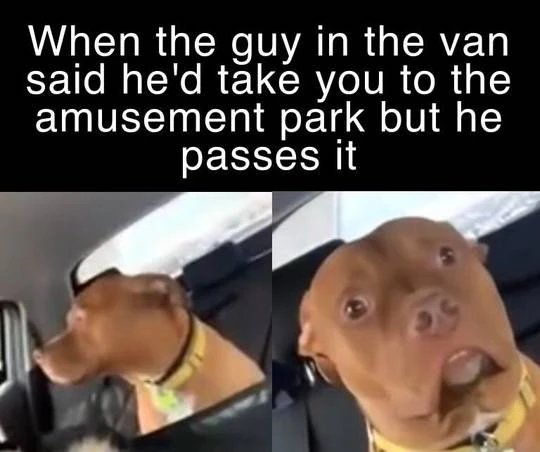 When the guy in the van
said he'd take you to the
amusement park but he
passes it